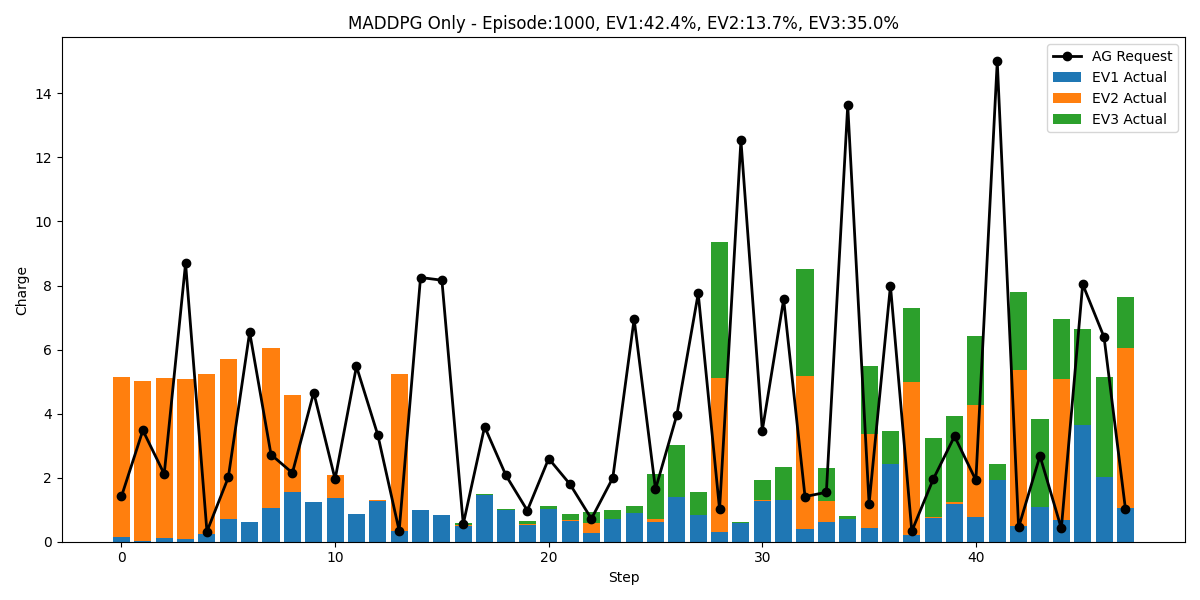 MADDPG Only - Episode:1000, EV1:42.4%, EV2:13.7%, EV3:35.0%
AG Request
EV1 Actual
EV2 Actual
EV3 Actual
Charge
14
12
10
8
6
4
2
0
0 10 20 30 40
Step